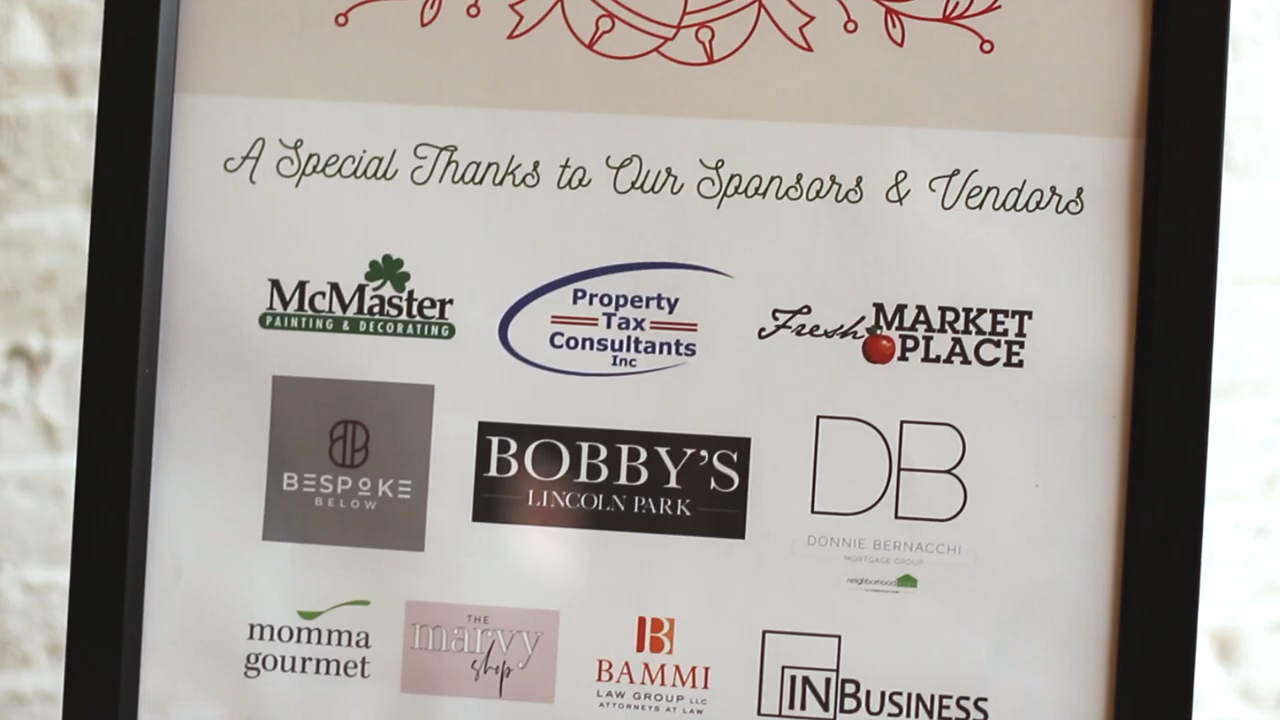 A Special Thanks to Our Sponsors & Vendors
McMaster
PAINTING & DECORATING
Property
Tax
Consultants
Inc
Fresh MARKET
PLACE
BESPOKE
BELOW
BOBBY'S
LINCOLN PARK
DB
DONNIE BERNACCHI
MORTGAGE GROUP
neighborhood
momma
gourmet
THE
marvy
shop
B
BAMMI
LAW GROUP LLC
ATTORNEYS AT LAW
INBUSINESS